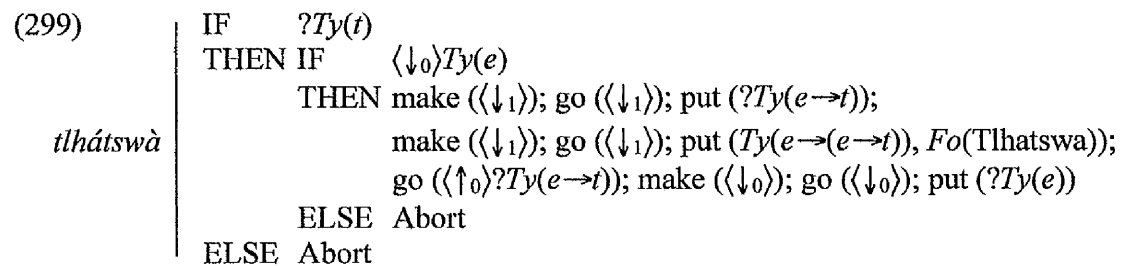 (299) IF ?Ty(t)
THEN IF ⟨↓₀⟩Ty(e)
THEN make (⟨↓₁⟩); go (⟨↓₁⟩); put (?Ty(e→t));
tlhátswà make (⟨↓₁⟩); go (⟨↓₁⟩); put (Ty(e→(e→t)), Fo(Tlhatswa));
go (⟨↑₀⟩?Ty(e→t)); make (⟨↓₀⟩); go (⟨↓₀⟩); put (?Ty(e))
ELSE Abort
ELSE Abort